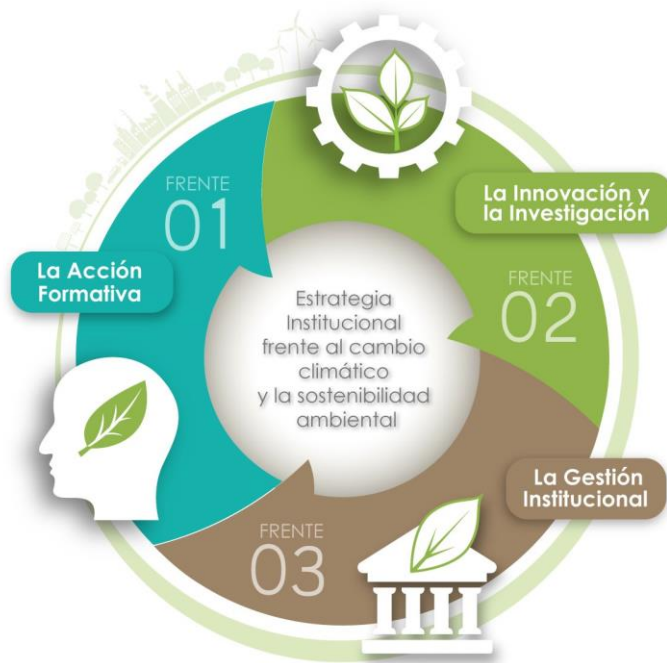 FRENTE
01
La Acción
Formativa
La Innovación y
la Investigación
FRENTE
02
Estrategia
Institucional
frente al cambio
climático
y la sostenibilidad
ambiental
La Gestión
Institucional
FRENTE
03